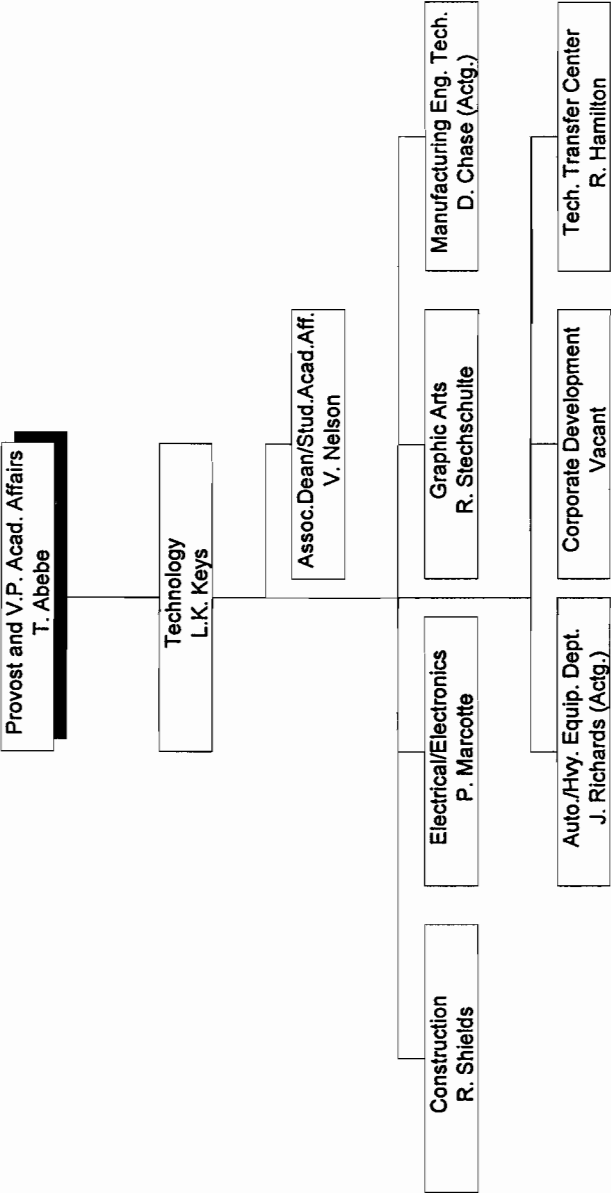 Provost and V.P. Acad. Affairs
T. Abebe
Technology
L.K. Keys
Assoc.Dean/Stud.Acad.Aff.
V. Nelson
Construction
R. Shields
Electrical/Electronics
P. Marcotte
Graphic Arts
R. Stechschulte
Manufacturing Eng. Tech.
D. Chase (Actg.)
Auto./Hvy. Equip. Dept.
J. Richards (Actg.)
Corporate Development
Vacant
Tech. Transfer Center
R. Hamilton